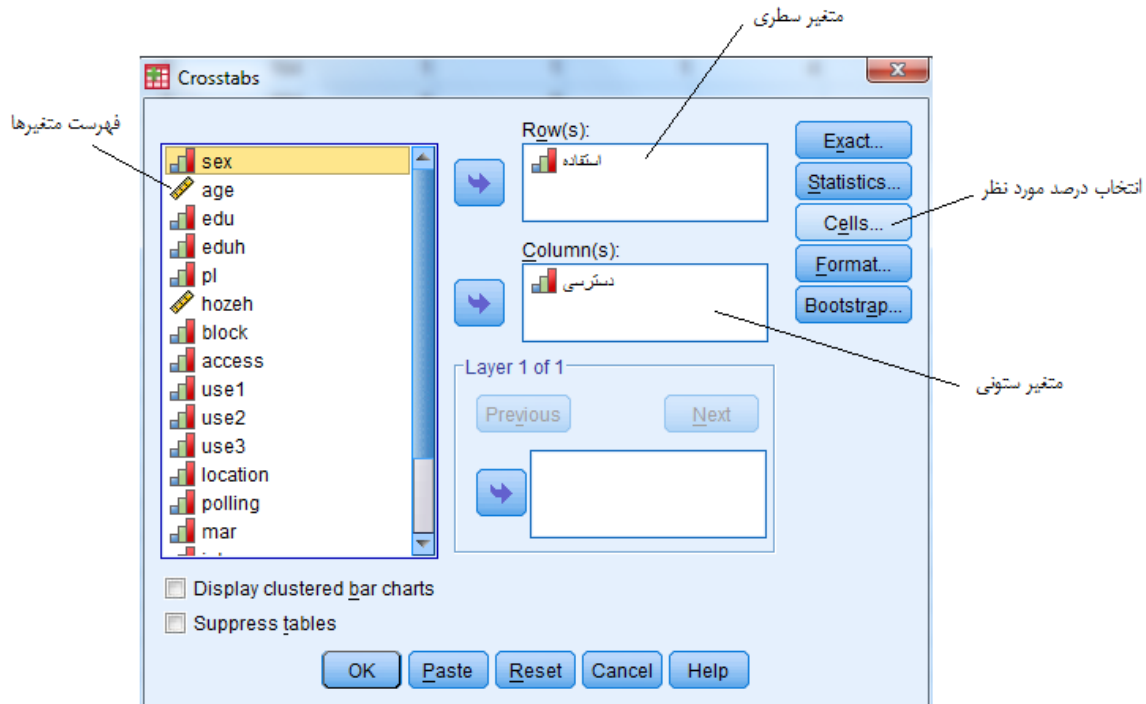 متغیر سطری
Crosstabs
فهرست متغیرها
Row(s):
استفاده
Exact...
Statistics...
Cells...
انتخاب درصد مورد نظر
Format...
Bootstrap...
sex
age
edu
eduh
pl
hozeh
block
access
use1
use2
use3
location
polling
mar
Column(s):
دسترسی
متغیر ستونی
Layer 1 of 1
Previous
Next
Display clustered bar charts
Suppress tables
OK
Paste
Reset
Cancel
Help